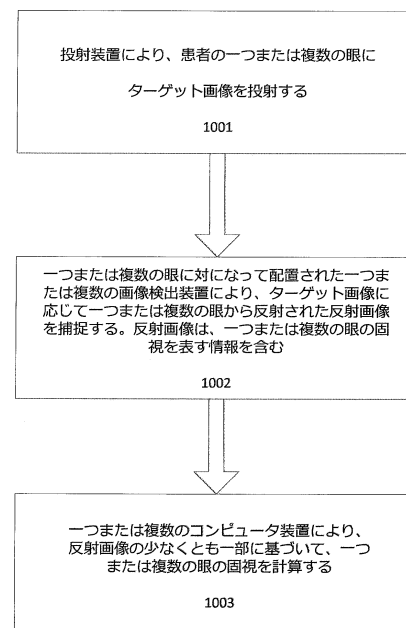 投射装置により、患者の一つまたは複数の眼に
ターゲット画像を投射する
1001
一つまたは複数の眼に対になって配置された一つま
たは複数の画像検出装置により、ターゲット画像に
応じて一つまたは複数の眼から反射された反射画像
を捕捉する。反射画像は、一つまたは複数の眼の固
視を表す情報を含む
1002
一つまたは複数のコンピュータ装置により、
反射画像の少なくとも一部に基づいて、一つ
または複数の眼の固視を計算する
1003